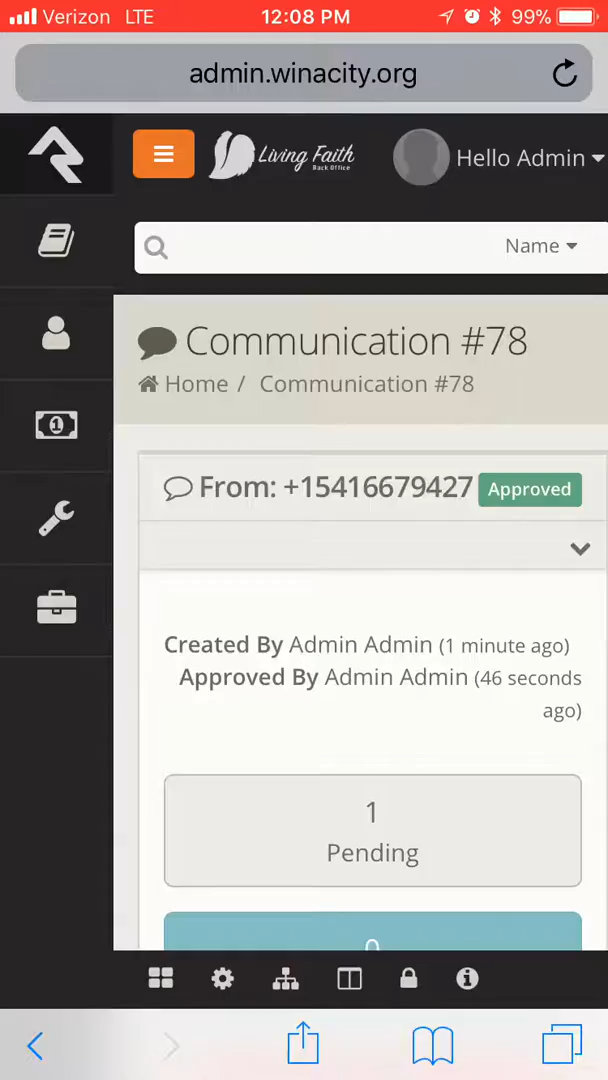 Verizon LTE 12:08 PM 99%
admin.winacity.org
Living Faith
Back Office
Hello Admin
Name
Communication #78
Home / Communication #78
From: +15416679427 Approved
Created By Admin Admin (1 minute ago)
Approved By Admin Admin (46 seconds
ago)
1
Pending
0